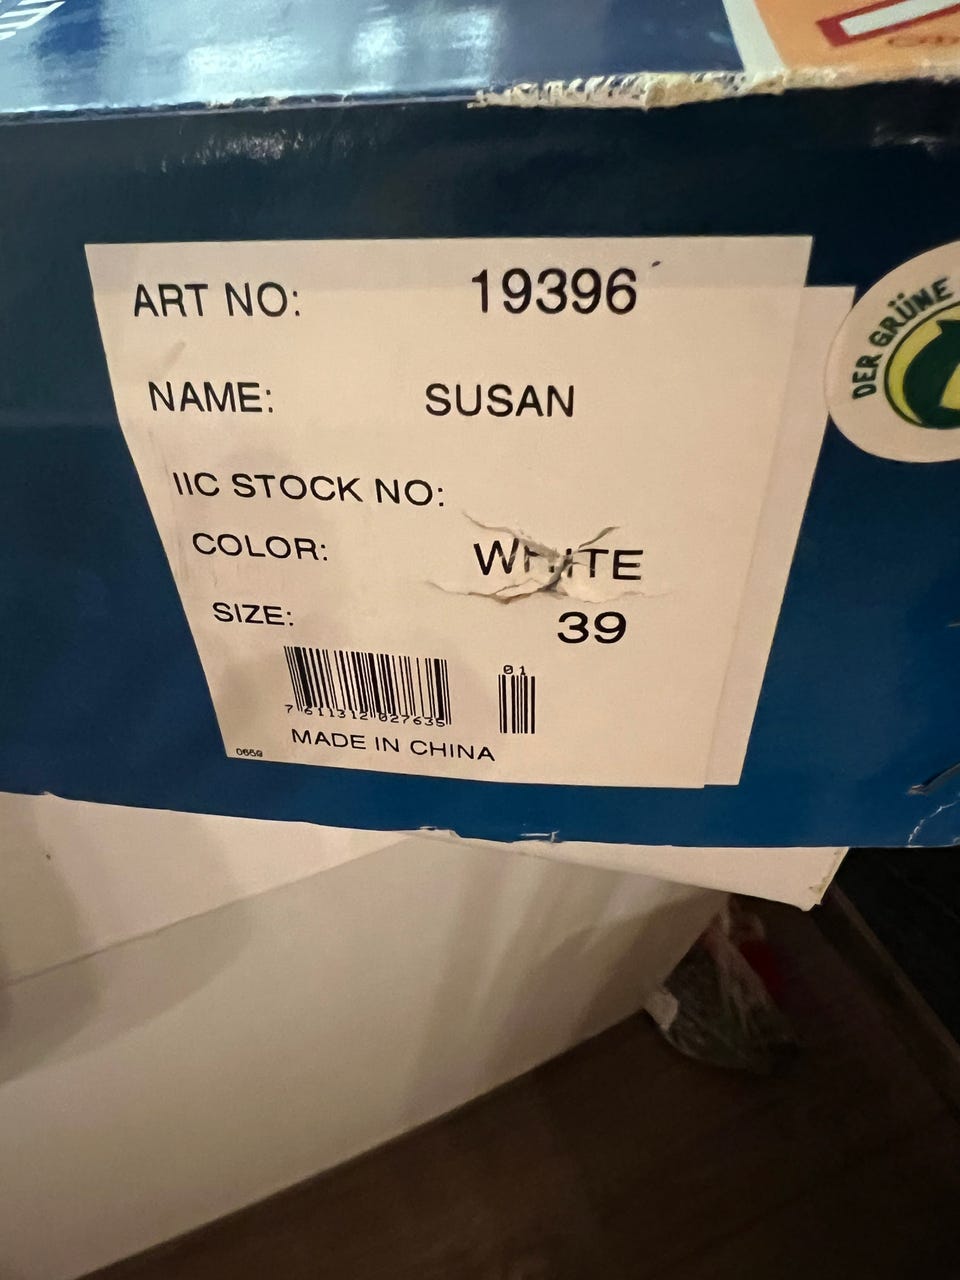 ART NO: 19396
NAME: SUSAN
IIC STOCK NO:
COLOR: WHITE
SIZE: 39
01
7 611312 027635
MADE IN CHINA
0659
DER GRÜNE